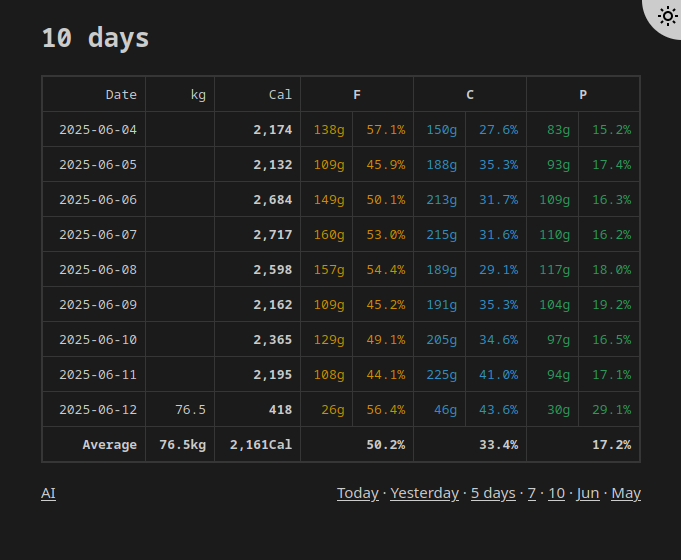 10 days
Date kg Cal F C P
2025-06-04 2,174 138g 57.1% 150g 27.6% 83g 15.2%
2025-06-05 2,132 109g 45.9% 188g 35.3% 93g 17.4%
2025-06-06 2,684 149g 50.1% 213g 31.7% 109g 16.3%
2025-06-07 2,717 160g 53.0% 215g 31.6% 110g 16.2%
2025-06-08 2,598 157g 54.4% 189g 29.1% 117g 18.0%
2025-06-09 2,162 109g 45.2% 191g 35.3% 104g 19.2%
2025-06-10 2,365 129g 49.1% 205g 34.6% 97g 16.5%
2025-06-11 2,195 108g 44.1% 225g 41.0% 94g 17.1%
2025-06-12 76.5 418 26g 56.4% 46g 43.6% 30g 29.1%
Average 76.5kg 2,161Cal 50.2% 33.4% 17.2%
AI Today · Yesterday · 5 days · 7 · 10 · Jun · May